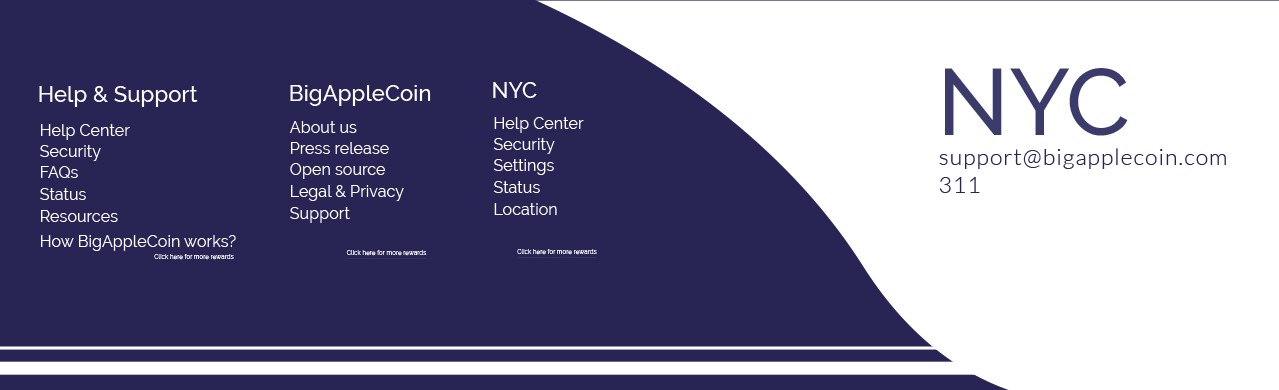 Help & Support
Help Center
Security
FAQs
Status
Resources
How BigAppleCoin works?
Click here for more rewards
BigAppleCoin
About us
Press release
Open source
Legal & Privacy
Support
Click here for more rewards
NYC
Help Center
Security
Settings
Status
Location
Click here for more rewards
NYC
support@bigapplecoin.com
311